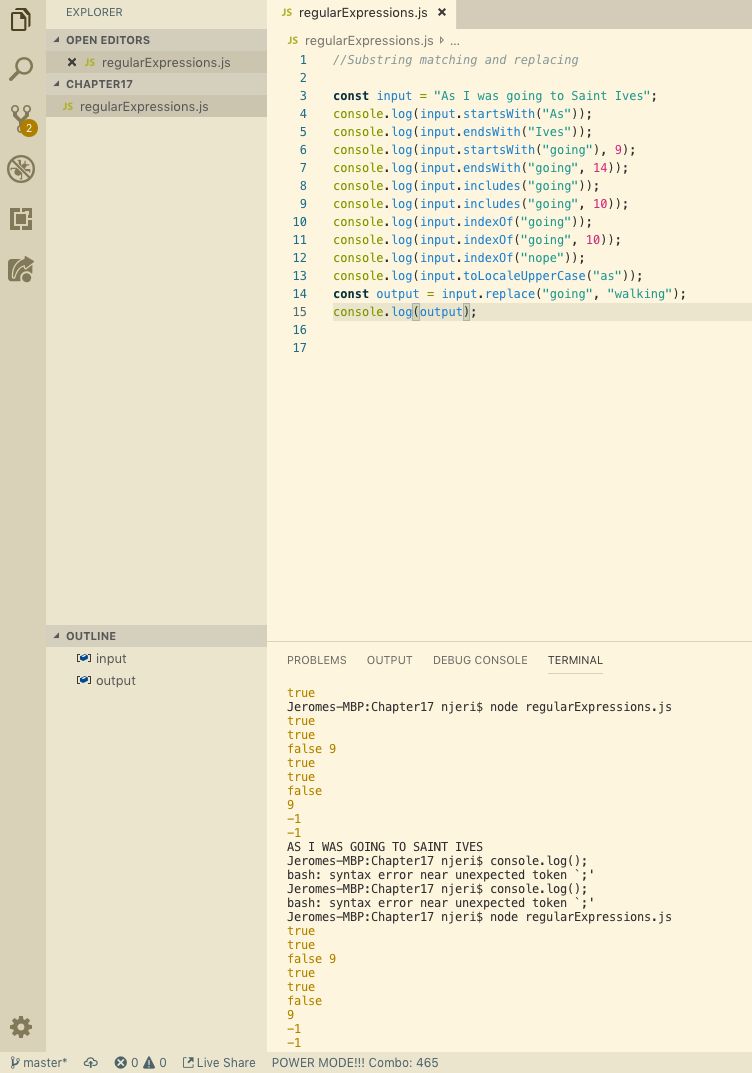 EXPLORER
OPEN EDITORS
JS regularExpressions.js
CHAPTER17
JS regularExpressions.js
2
OUTLINE
input
output
JS regularExpressions.js
JS regularExpressions.js ...
1 //Substring matching and replacing
2
3 const input = "As I was going to Saint Ives";
4 console.log(input.startsWith("As"));
5 console.log(input.endsWith("Ives"));
6 console.log(input.startsWith("going"), 9);
7 console.log(input.endsWith("going", 14));
8 console.log(input.includes("going"));
9 console.log(input.includes("going", 10));
10 console.log(input.indexOf("going"));
11 console.log(input.indexOf("going", 10));
12 console.log(input.indexOf("nope"));
13 console.log(input.toLocaleUpperCase("as"));
14 const output = input.replace("going", "walking");
15 console.log(output);
16
17
PROBLEMS OUTPUT DEBUG CONSOLE TERMINAL
true
Jeromes-MBP:Chapter17 njeri$ node regularExpressions.js
true
true
false 9
true
true
false
9
-1
-1
AS I WAS GOING TO SAINT IVES
Jeromes-MBP:Chapter17 njeri$ console.log();
bash: syntax error near unexpected token `;'
Jeromes-MBP:Chapter17 njeri$ console.log();
bash: syntax error near unexpected token `;'
Jeromes-MBP:Chapter17 njeri$ node regularExpressions.js
true
true
false 9
true
true
false
9
-1
-1
master* 0 0 Live Share POWER MODE!!! Combo: 465